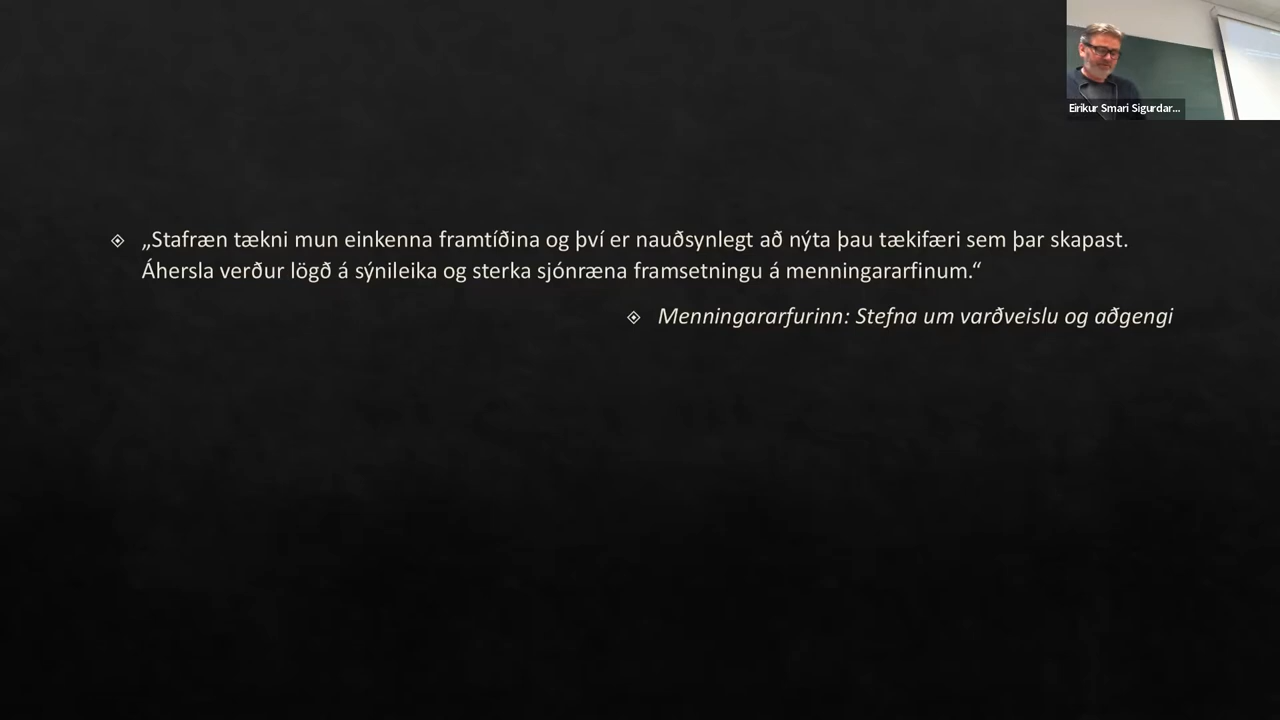 Eirikur Smari Sigurdar...
„Stafræn tækni mun einkenna framtíðina og því er nauðsynlegt að nýta þau tækifæri sem þar skapast.
Áhersla verður lögð á sýnileika og sterka sjónræna framsetningu á menningararfinum.“
Menningararfurinn: Stefna um varðveislu og aðgengi